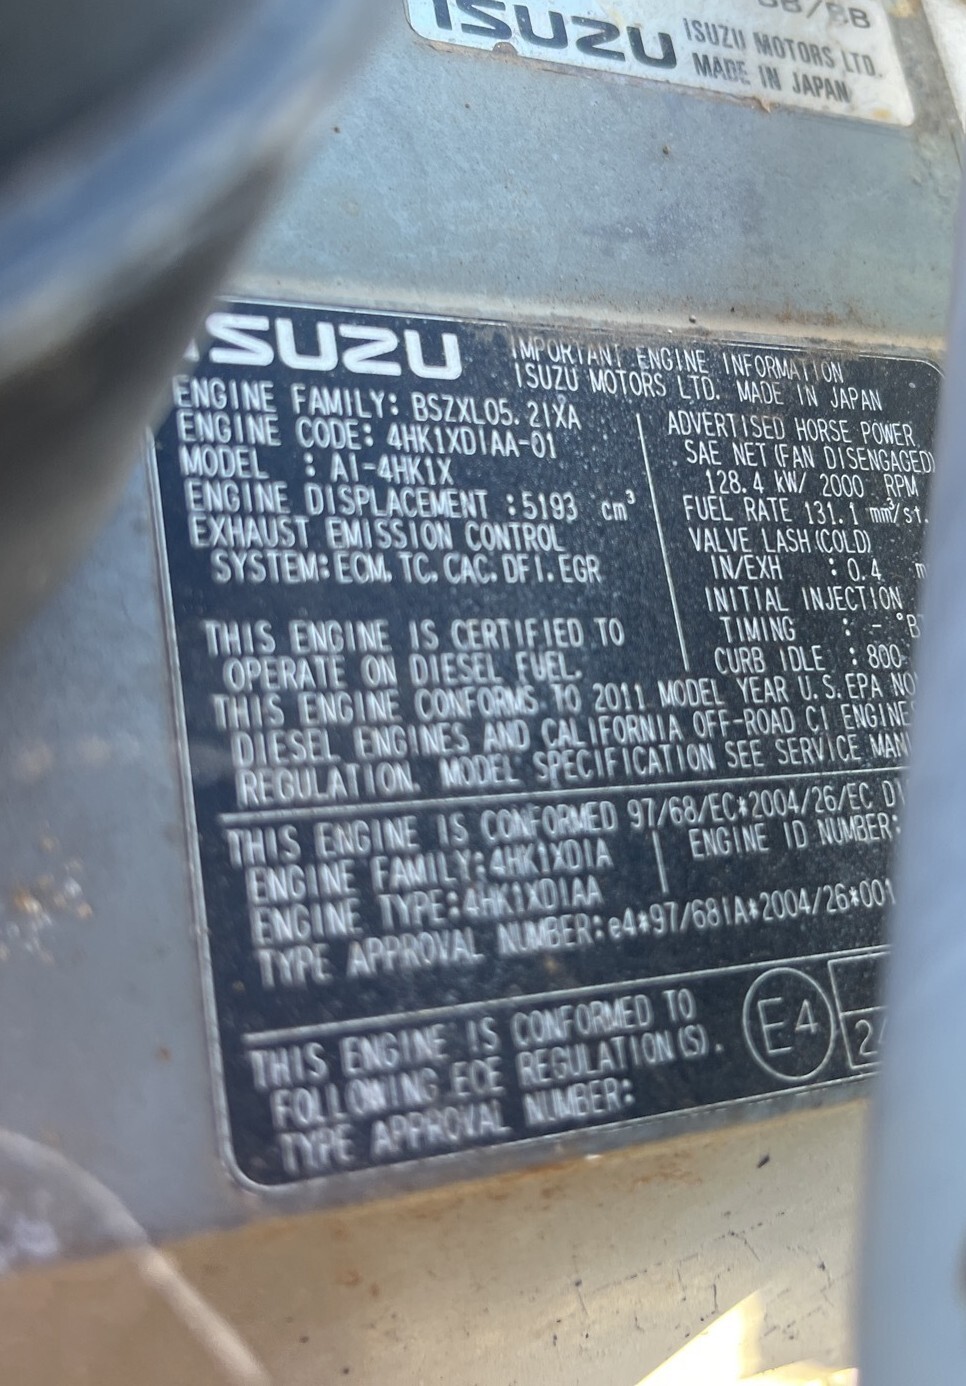 ISUZU
ISUZU MOTORS LTD.
MADE IN JAPAN
ISUZU
IMPORTANT ENGINE INFORMATION
ISUZU MOTORS LTD. MADE IN JAPAN
ENGINE FAMILY: BSZXL05. 21XA
ENGINE CODE: 4HK1XDIAA-01
MODEL : AI-4HK1X
ENGINE DISPLACEMENT :5193 cm³
EXHAUST EMISSION CONTROL
SYSTEM: ECM. TC. CAC. DFI. EGR
ADVERTISED HORSE POWER
SAE NET (FAN DISENGAGED)
128.4 kW/ 2000 RPM
FUEL RATE 131.1 mm³/st.
VALVE LASH (COLD)
IN/EXH : 0.4
INITIAL INJECTION
TIMING : - °B
CURB IDLE : 800
THIS ENGINE IS CERTIFIED TO
OPERATE ON DIESEL FUEL.
THIS ENGINE CONFORMS TO 2011 MODEL YEAR U.S. EPA NO
DIESEL ENGINES AND CALIFORNIA OFF-ROAD CI ENGINE
REGULATION. MODEL SPECIFICATION SEE SERVICE MAN
THIS ENGINE IS CONFORMED 97/68/EC*2004/26/EC
ENGINE FAMILY:4HK1XDIA
ENGINE ID NUMBER:
ENGINE TYPE:4HK1XDIAA
TYPE APPROVAL NUMBER:e4*97/68IA*2004/26*001
THIS ENGINE IS CONFORMED TO
FOLLOWING ECE REGULATION(S).
TYPE APPROVAL NUMBER:
E4